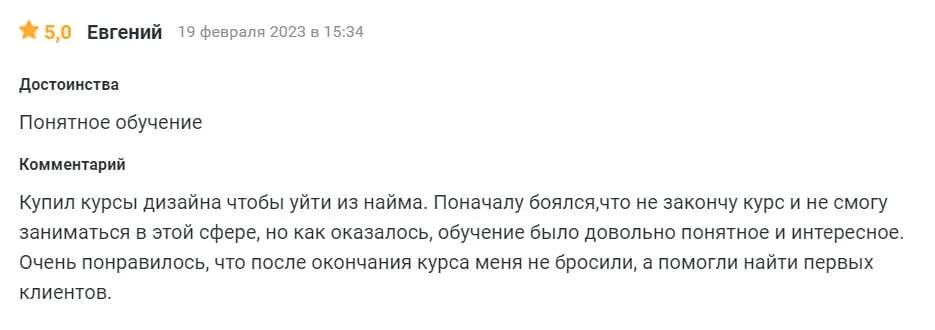 5,0 Евгений 19 февраля 2023 в 15:34
Достоинства
Понятное обучение
Комментарий
Купил курсы дизайна чтобы уйти из найма. Поначалу боялся,что не закончу курс и не смогу
заниматься в этой сфере, но как оказалось, обучение было довольно понятное и интересное.
Очень понравилось, что после окончания курса меня не бросили, а помогли найти первых
клиентов.